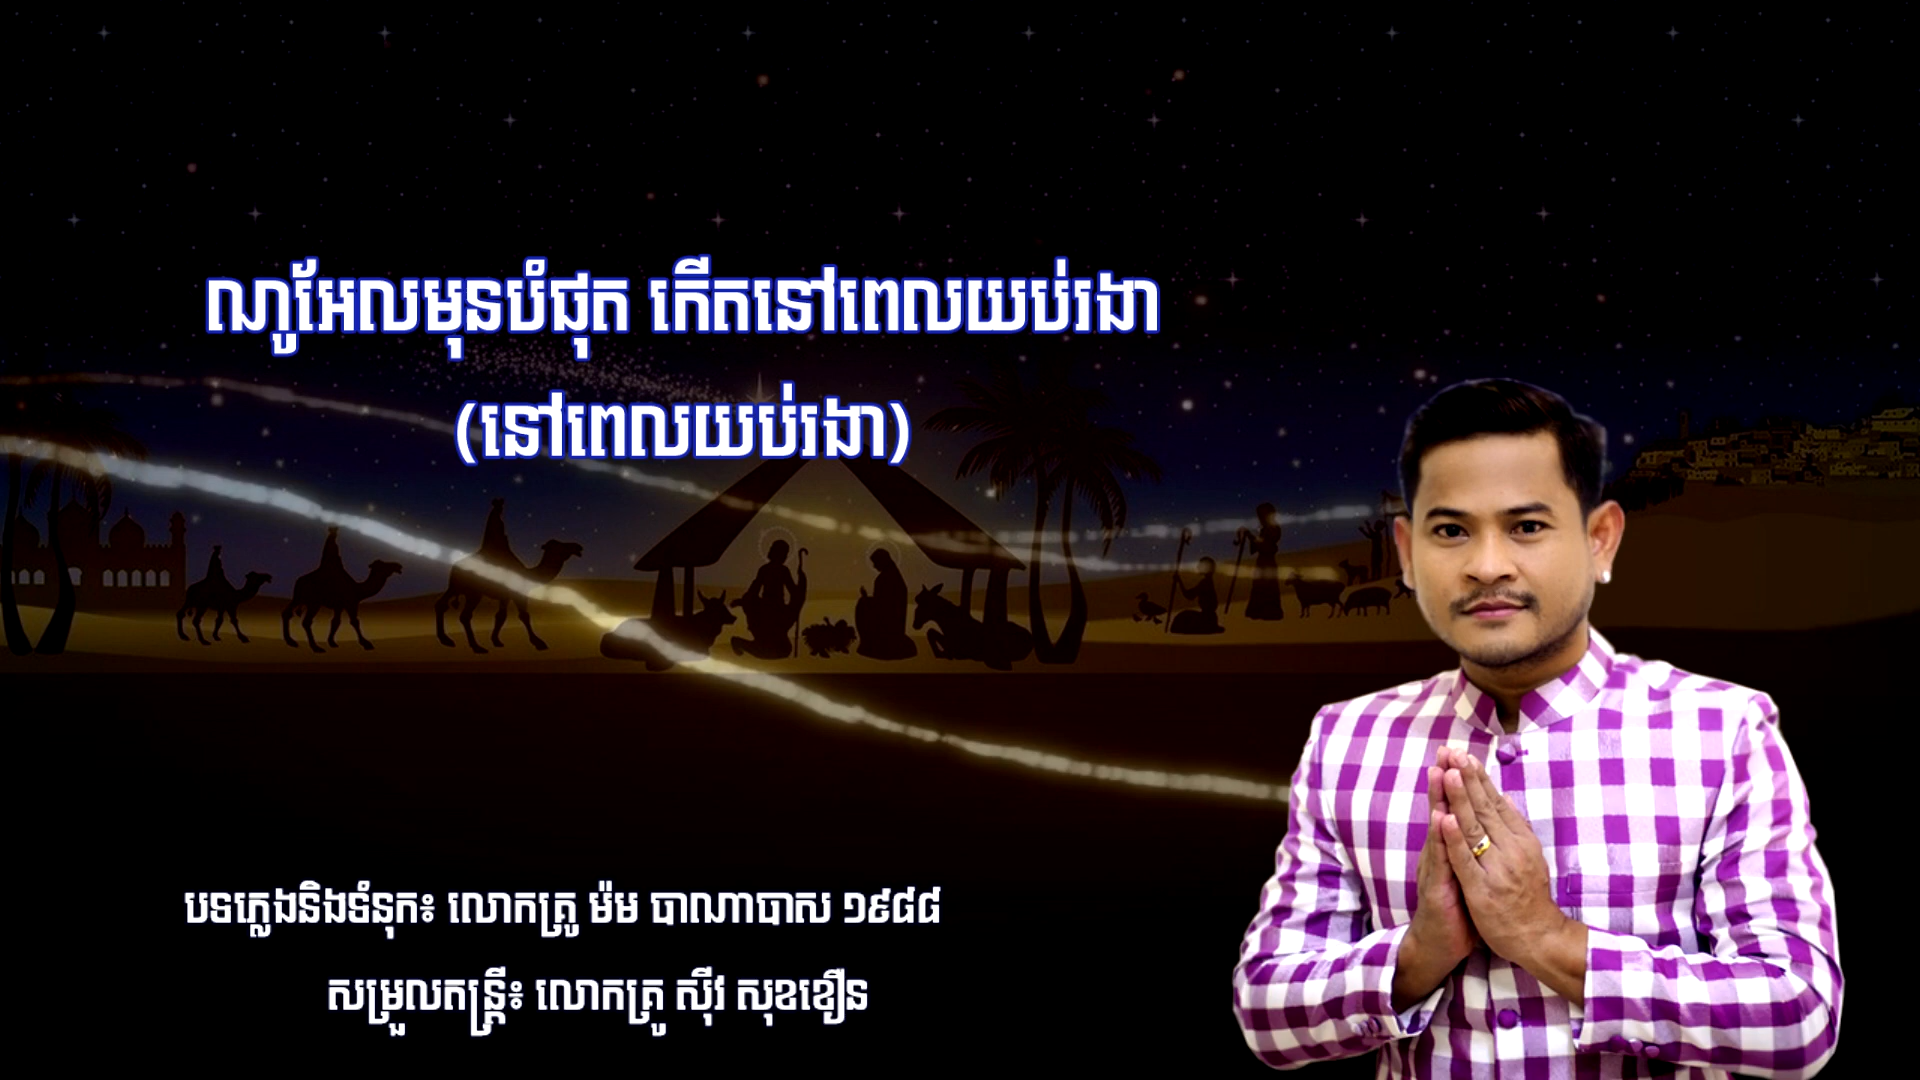 ណូអែលមុនបំផុត កើតនៅពេលយប់រងា
(នៅពេលយប់រងា)
បទភ្លេងនិងទំនុក៖ លោកគ្រូ ម៉ម បាណាបាស ១៩៨៨
សម្រួលតន្ត្រី៖ លោកគ្រូ ស៊ីវ សុខខឿន